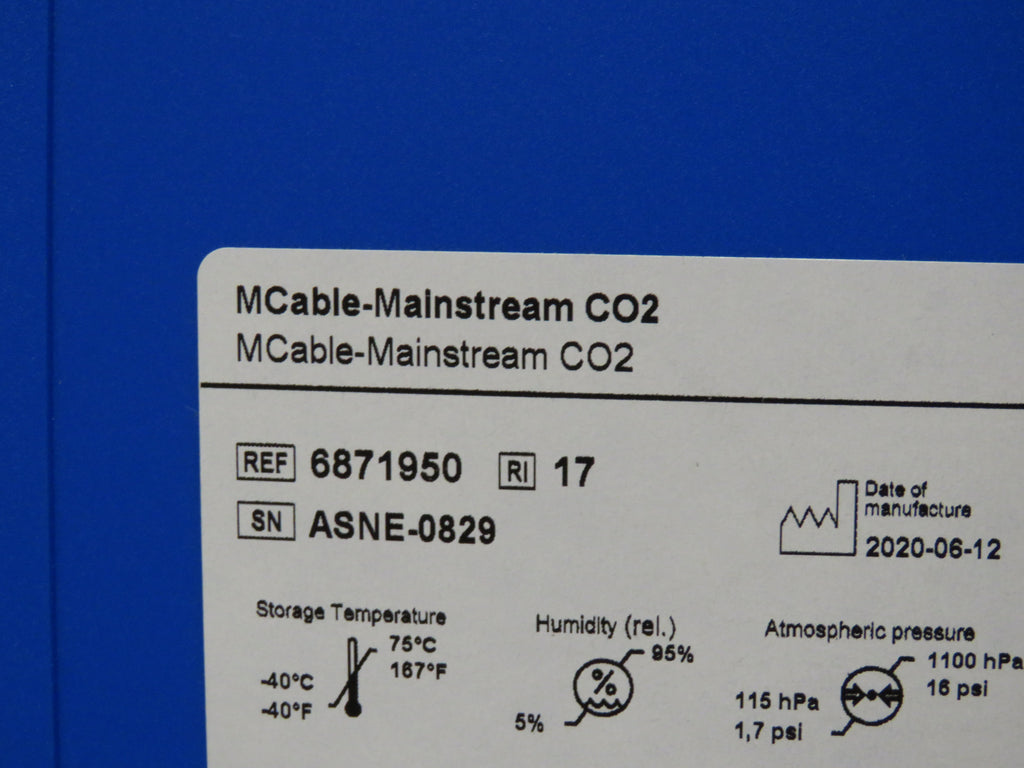 MCable-Mainstream CO2
MCable-Mainstream CO2
REF 6871950 RI 17
SN ASNE-0829
Date of
manufacture
2020-06-12
Storage Temperature
75°C
167°F
-40°C
-40°F
Humidity (rel.)
95%
%
5%
Atmospheric pressure
1100 hPa
16 psi
115 hPa
1,7 psi